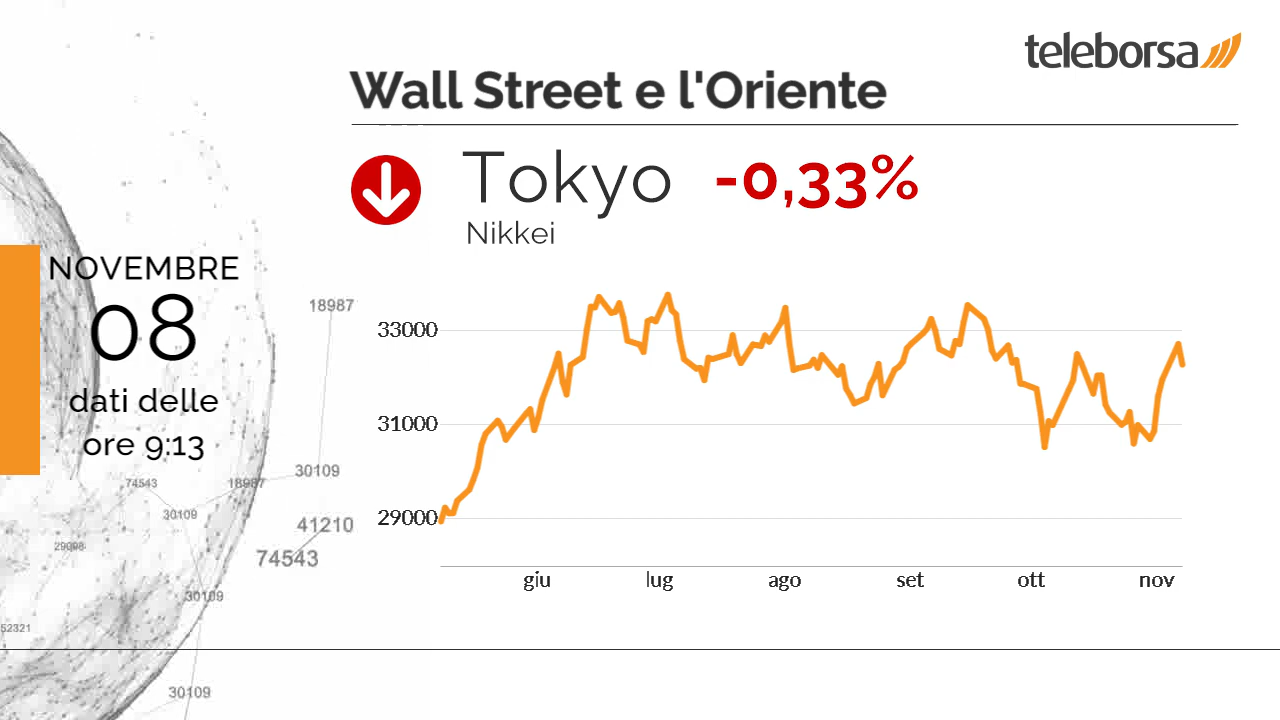 teleborsa
Wall Street e l'Oriente
Tokyo -0,33%
Nikkei
NOVEMBRE
08
dati delle
ore 9:13
18987
33000
31000
30109
74543
18987
30109
41210
29000
29098
74543
30109
52321
30109
giu lug ago set ott nov